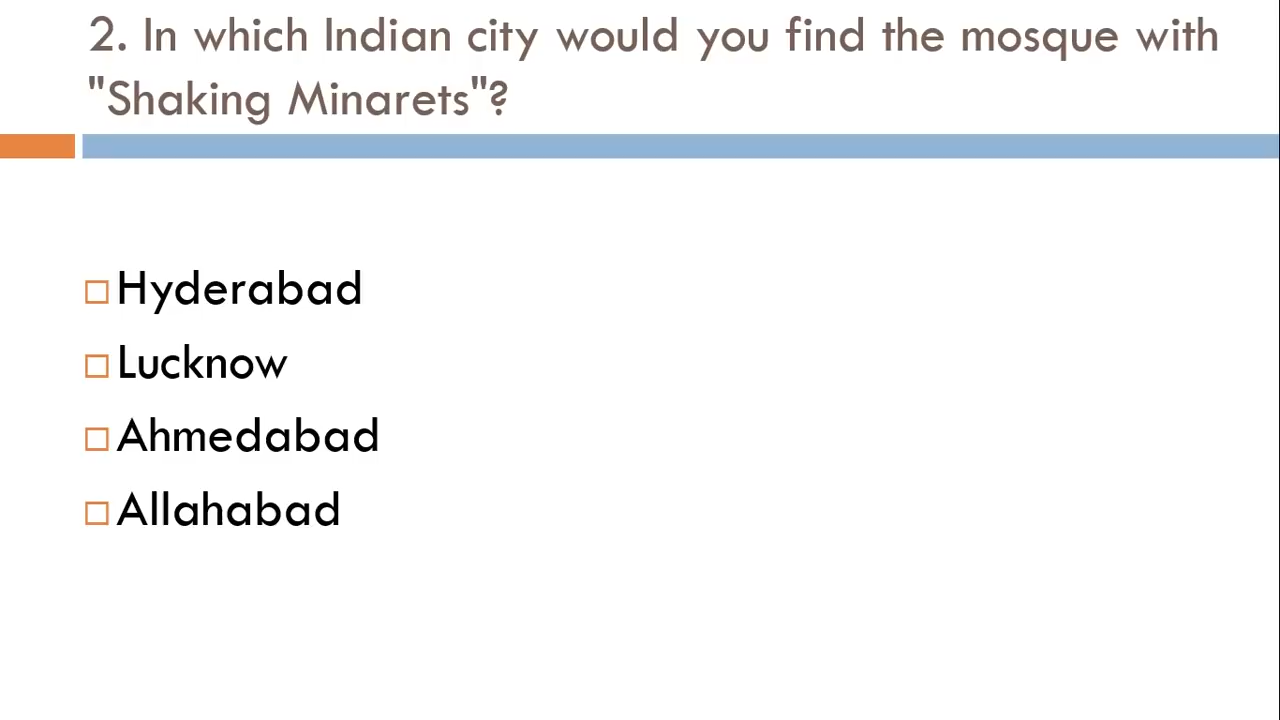 2. In which Indian city would you find the mosque with
"Shaking Minarets"?
Hyderabad
Lucknow
Ahmedabad
Allahabad